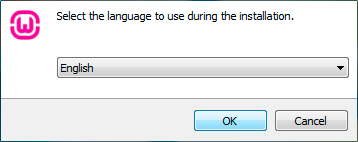 Select the language to use during the installation.
English
OK
Cancel